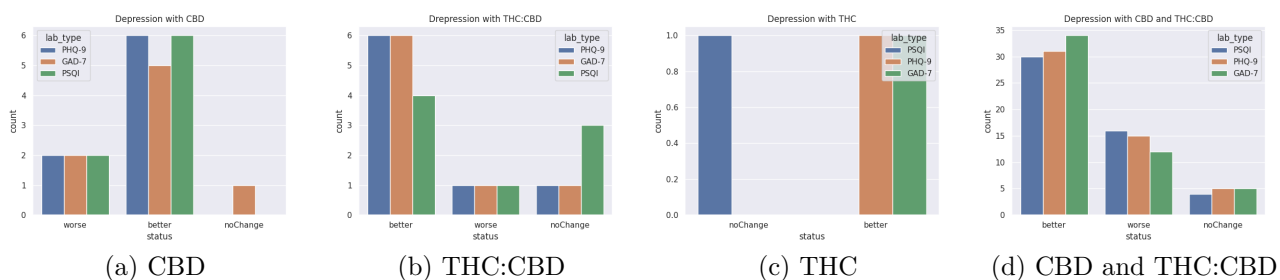 Depression with CBD
lab_type
PHQ-9
GAD-7
PSQI
6
5
4
3
2
1
0
count
worse
better
noChange
status
(a) CBD
Drepression with THC:CBD
lab_type
PHQ-9
GAD-7
PSQI
6
5
4
3
2
1
0
count
better
worse
noChange
status
(b) THC:CBD
Depression with THC
lab_type
PSQI
PHQ-9
GAD-7
1.0
0.8
0.6
0.4
0.2
0.0
count
noChange
better
status
(c) THC
Depression with CBD and THC:CBD
lab_type
PSQI
PHQ-9
GAD-7
35
30
25
20
15
10
5
0
count
better
worse
noChange
status
(d) CBD and THC:CBD